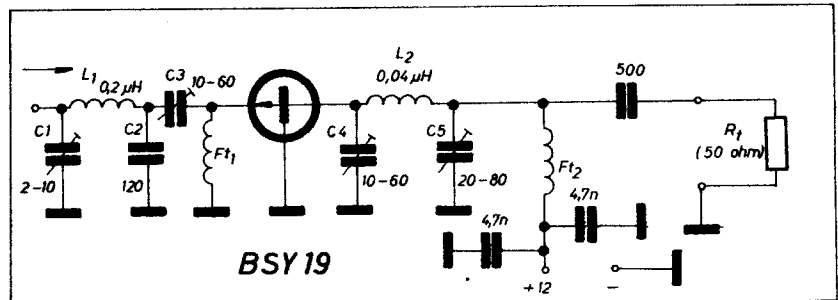 L1
0,2 µH
C3
10-60
L2
0,04 µH
500
C1
2-10
C2
120
Ft1
C4
10-60
C5
20-80
Ft2
Rt
(50 ohm)
4,7n
4,7n
BSY 19
+12
-